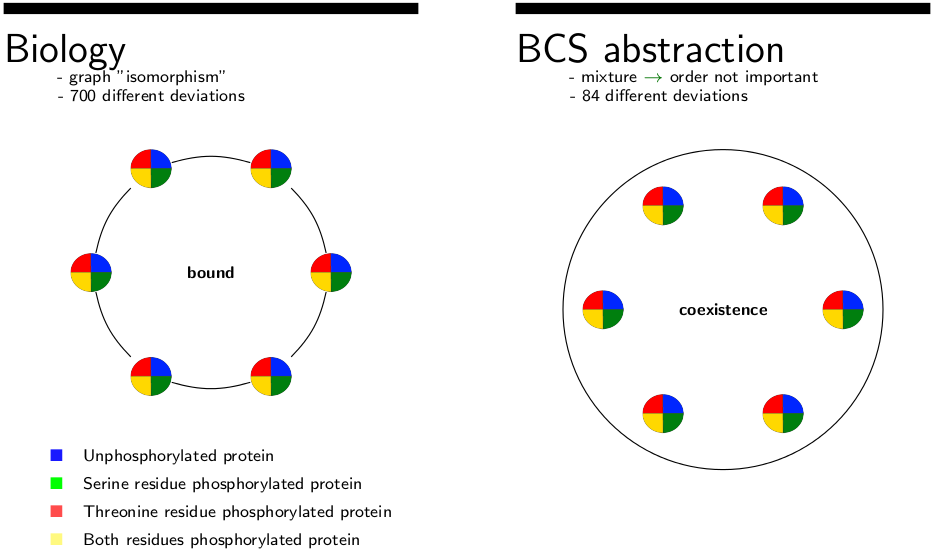 Biology
- graph "isomorphism"
- 700 different deviations
bound
Unphosphorylated protein
Serine residue phosphorylated protein
Threonine residue phosphorylated protein
Both residues phosphorylated protein
BCS abstraction
- mixture → order not important
- 84 different deviations
coexistence